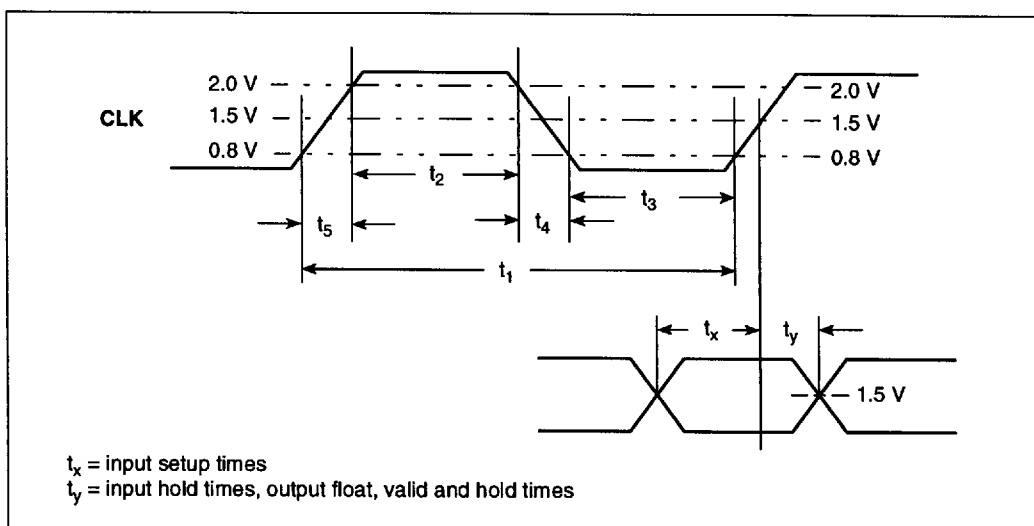 2.0 V
2.0 V
CLK
1.5 V
1.5 V
0.8 V
0.8 V
t2
t3
t5
t4
t1
tx
ty
1.5 V
tx = input setup times
ty = input hold times, output float, valid and hold times